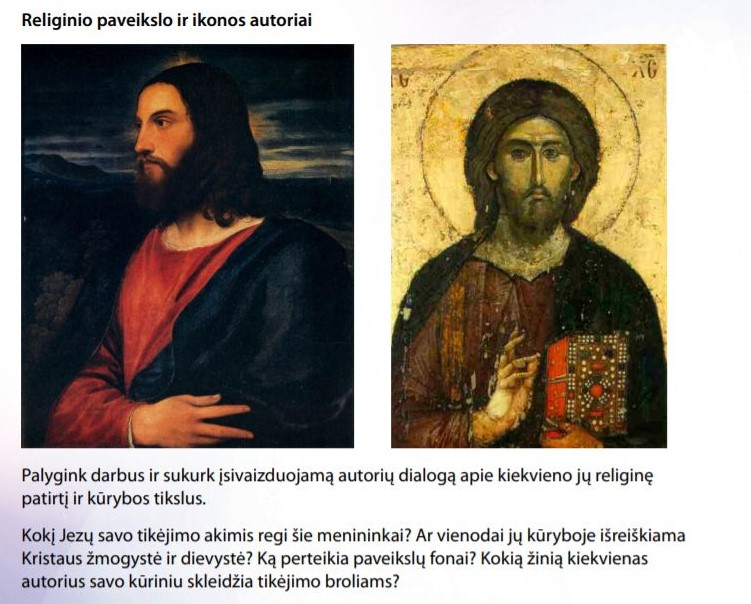 Religinio paveikslo ir ikonos autoriai
Palygink darbus ir sukurk įsivaizduojamą autorių dialogą apie kiekvieno jų religinę
patirtį ir kūrybos tikslus.
Kokį Jezų savo tikėjimo akimis regi šie menininkai? Ar vienodai jų kūryboje išreiškiama
Kristaus žmogystė ir dievystė? Ką perteikia paveikslų fonai? Kokią žinią kiekvienas
autorius savo kūriniu skleidžia tikėjimo broliams?